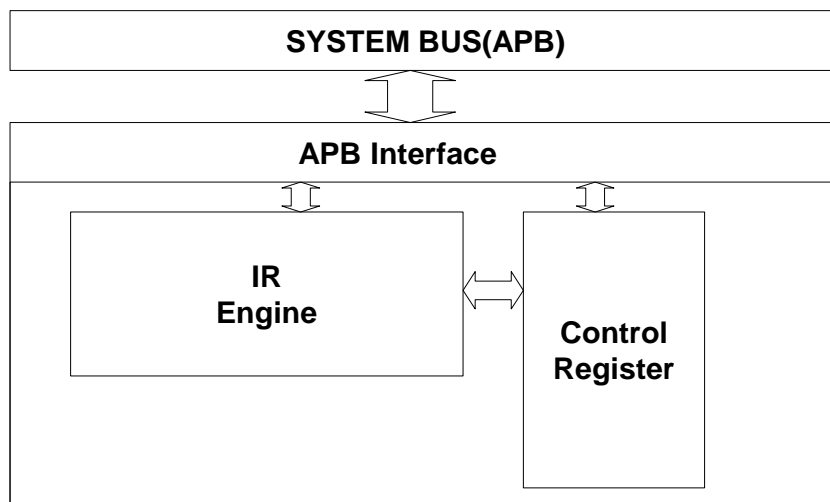 SYSTEM BUS(APB)
APB Interface
IR
Engine
Control
Register